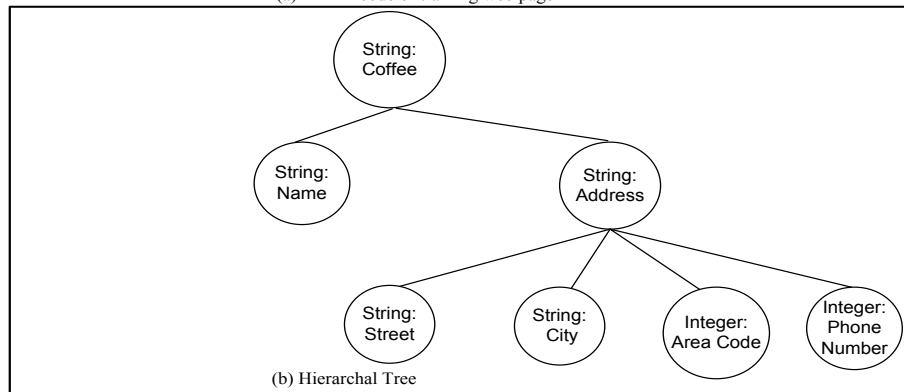 String:
Coffee
String:
Name
String:
Address
String:
Street
String:
City
Integer:
Area Code
Integer:
Phone
Number
(b) Hierarchal Tree